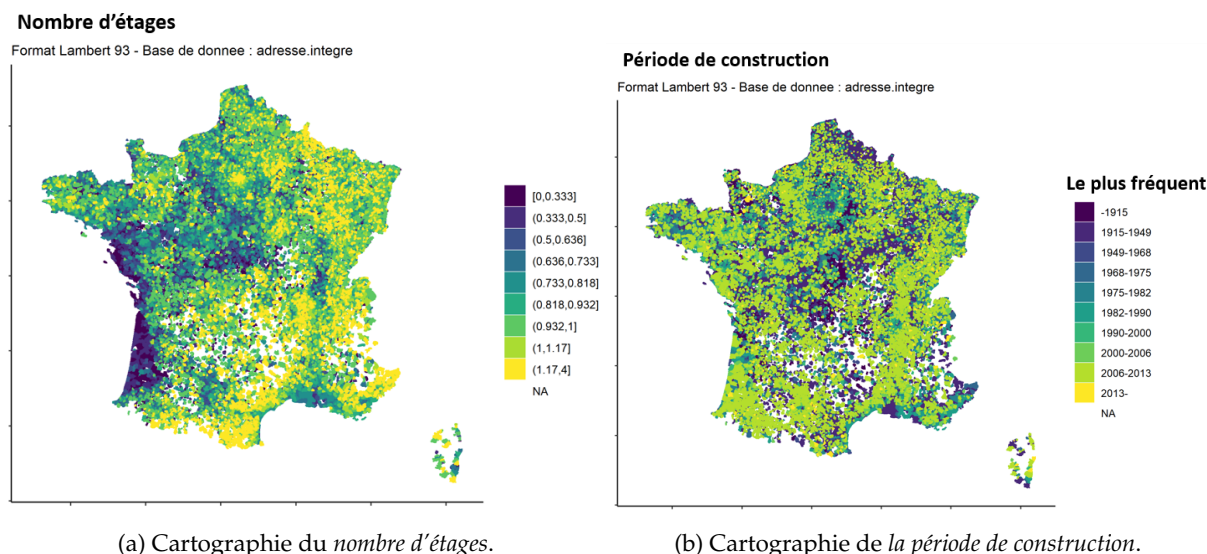 Nombre d'étages
Format Lambert 93 - Base de donnee : adresse.integre
[0,0.333]
(0.333,0.5]
(0.5,0.636]
(0.636,0.733]
(0.733,0.818]
(0.818,0.932]
(0.932,1]
(1,1.17]
(1.17,4]
NA
(a) Cartographie du nombre d'étages.
Période de construction
Format Lambert 93 - Base de donnee : adresse.integre
Le plus fréquent
-1915
1915-1949
1949-1968
1968-1975
1975-1982
1982-1990
1990-2000
2000-2006
2006-2013
2013-
NA
(b) Cartographie de la période de construction.